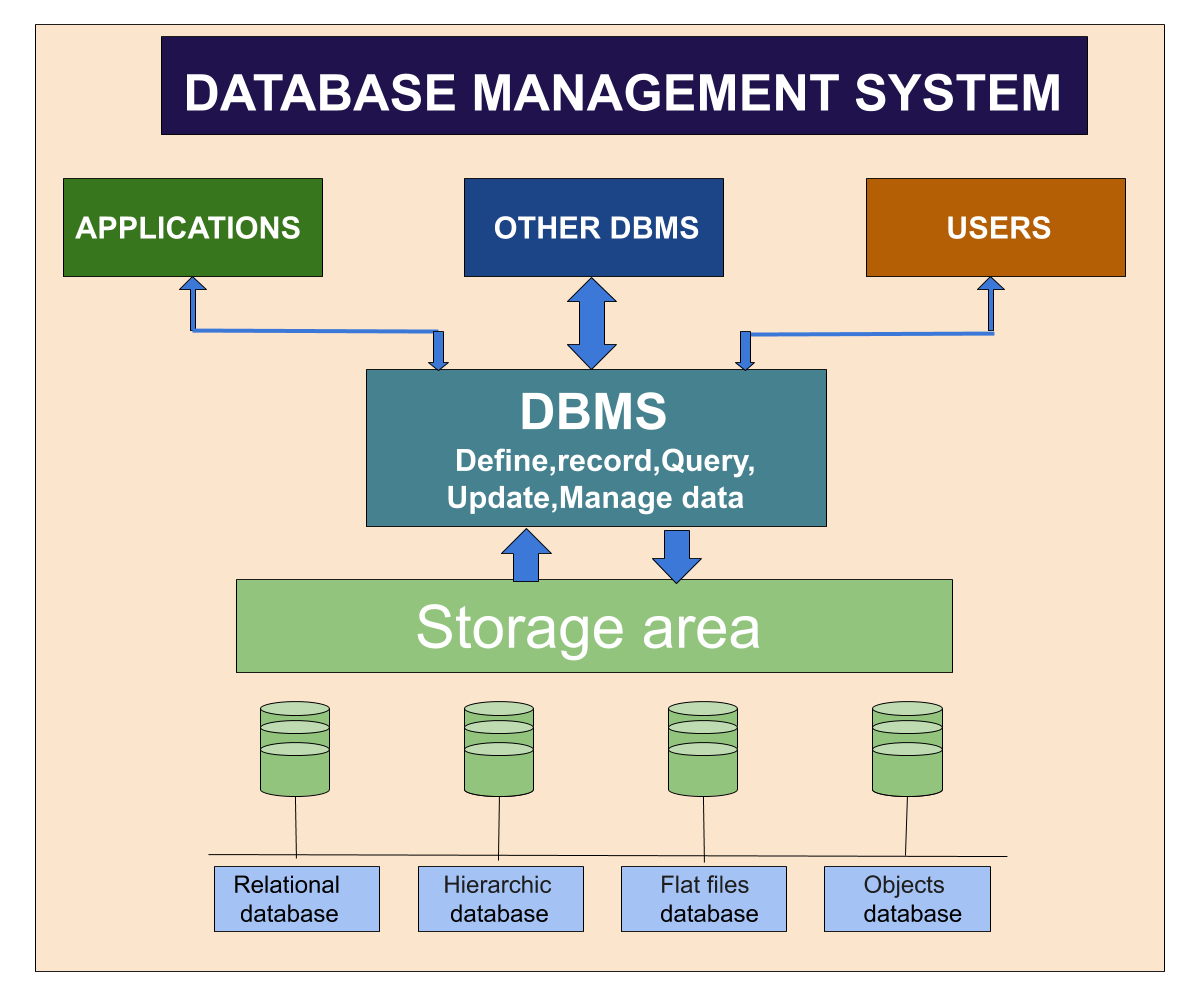 DATABASE MANAGEMENT SYSTEM
APPLICATIONS
OTHER DBMS
USERS
DBMS
Define,record,Query,
Update,Manage data
Storage area
Relational
database
Hierarchic
database
Flat files
database
Objects
database